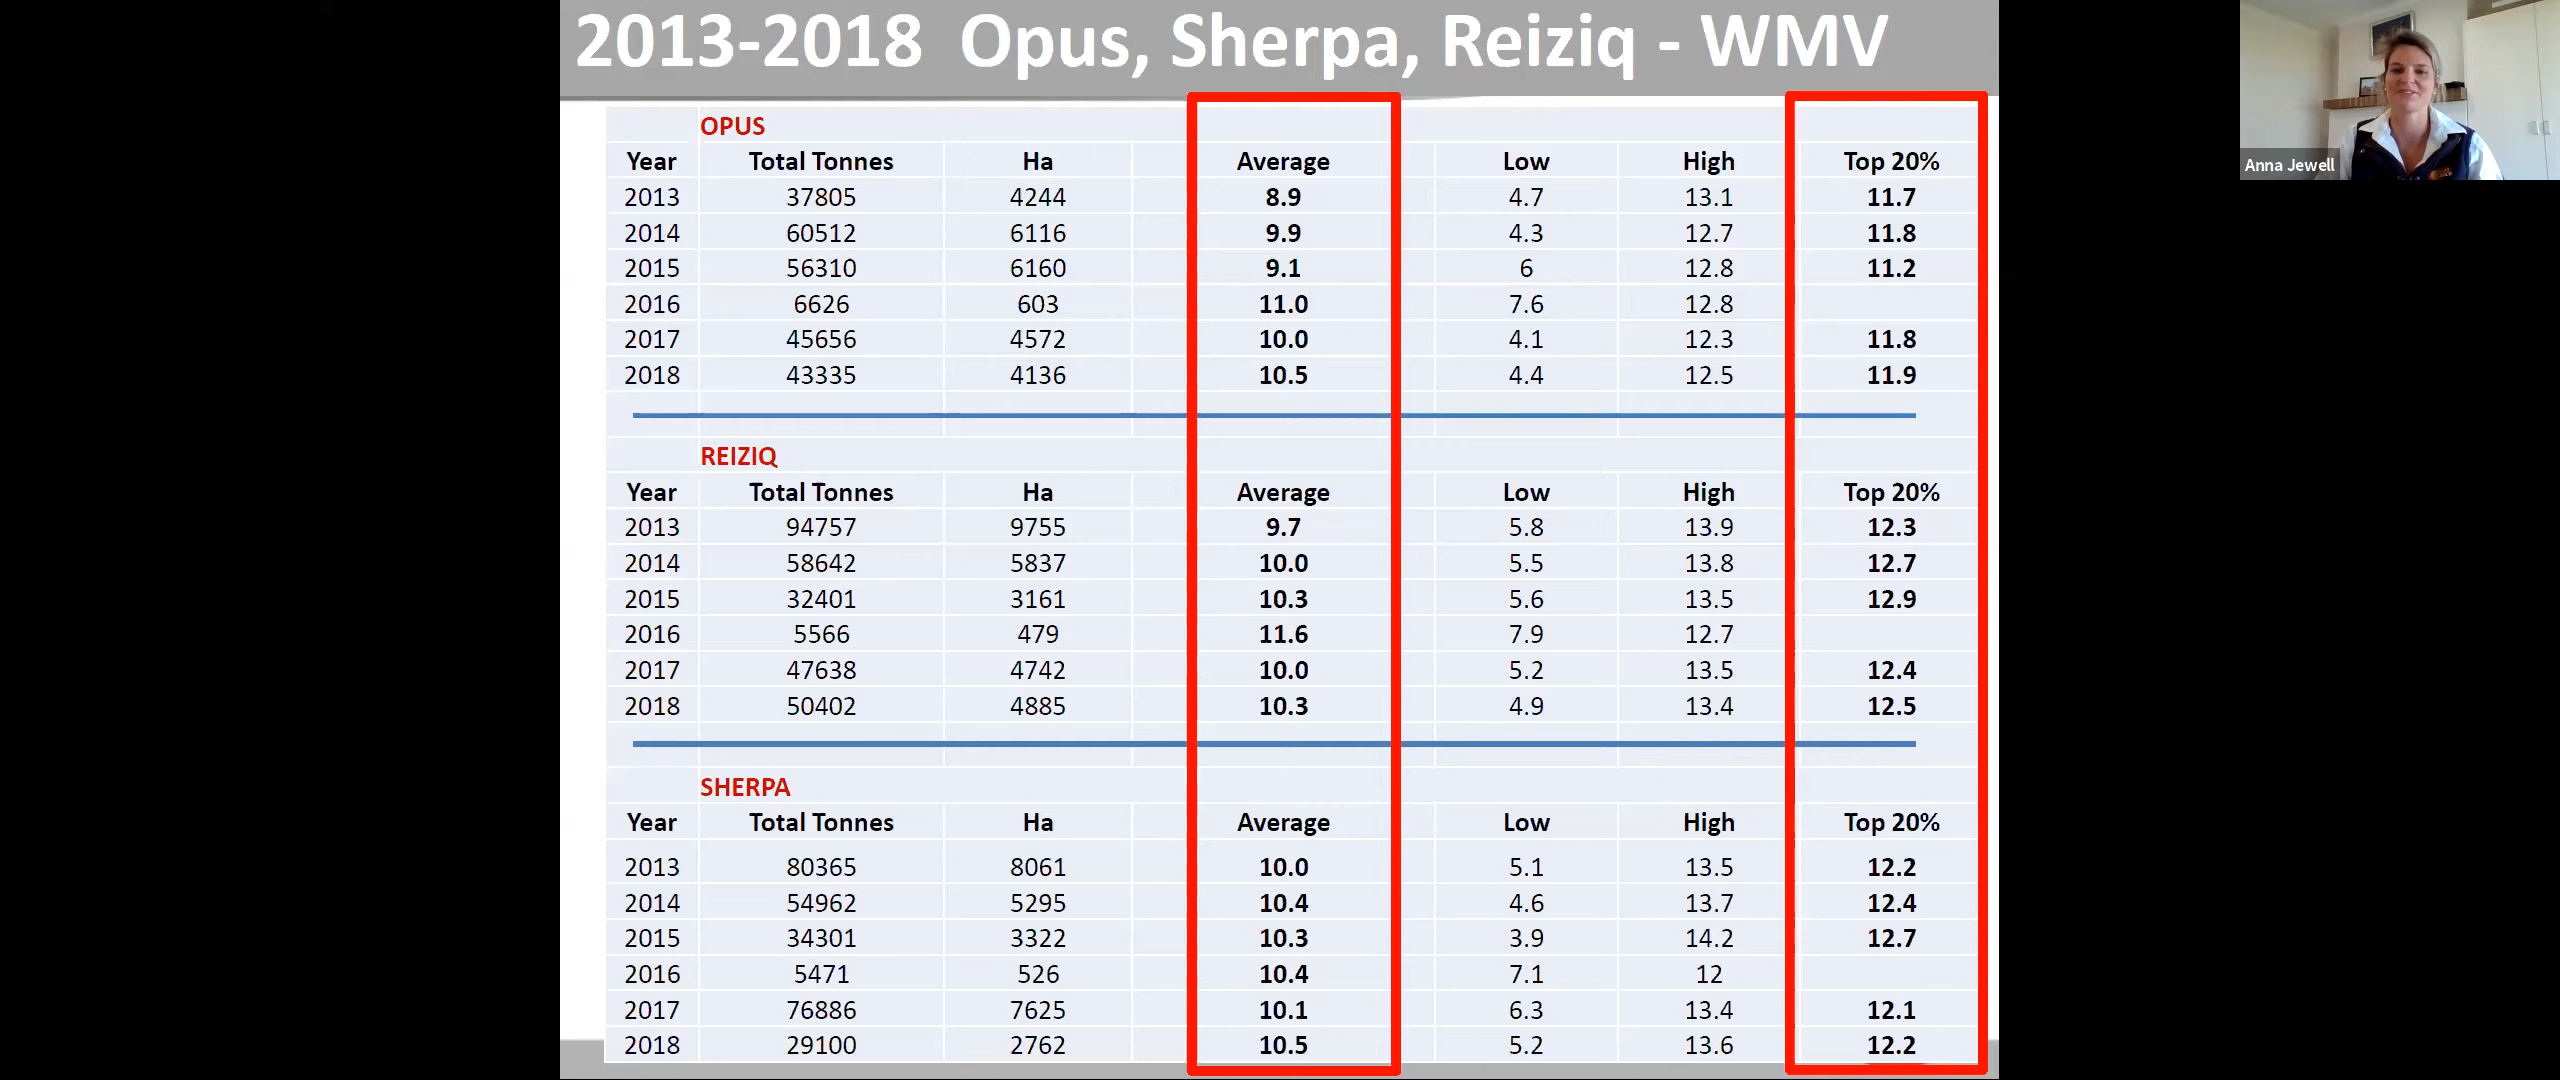 2013-2018 Opus, Sherpa, Reiziq - WMV
Anna Jewell
OPUS
Year Total Tonnes Ha Average Low High Top 20%
2013 37805 4244 8.9 4.7 13.1 11.7
2014 60512 6116 9.9 4.3 12.7 11.8
2015 56310 6160 9.1 6 12.8 11.2
2016 6626 603 11.0 7.6 12.8
2017 45656 4572 10.0 4.1 12.3 11.8
2018 43335 4136 10.5 4.4 12.5 11.9
REIZIQ
Year Total Tonnes Ha Average Low High Top 20%
2013 94757 9755 9.7 5.8 13.9 12.3
2014 58642 5837 10.0 5.5 13.8 12.7
2015 32401 3161 10.3 5.6 13.5 12.9
2016 5566 479 11.6 7.9 12.7
2017 47638 4742 10.0 5.2 13.5 12.4
2018 50402 4885 10.3 4.9 13.4 12.5
SHERPA
Year Total Tonnes Ha Average Low High Top 20%
2013 80365 8061 10.0 5.1 13.5 12.2
2014 54962 5295 10.4 4.6 13.7 12.4
2015 34301 3322 10.3 3.9 14.2 12.7
2016 5471 526 10.4 7.1 12
2017 76886 7625 10.1 6.3 13.4 12.1
2018 29100 2762 10.5 5.2 13.6 12.2